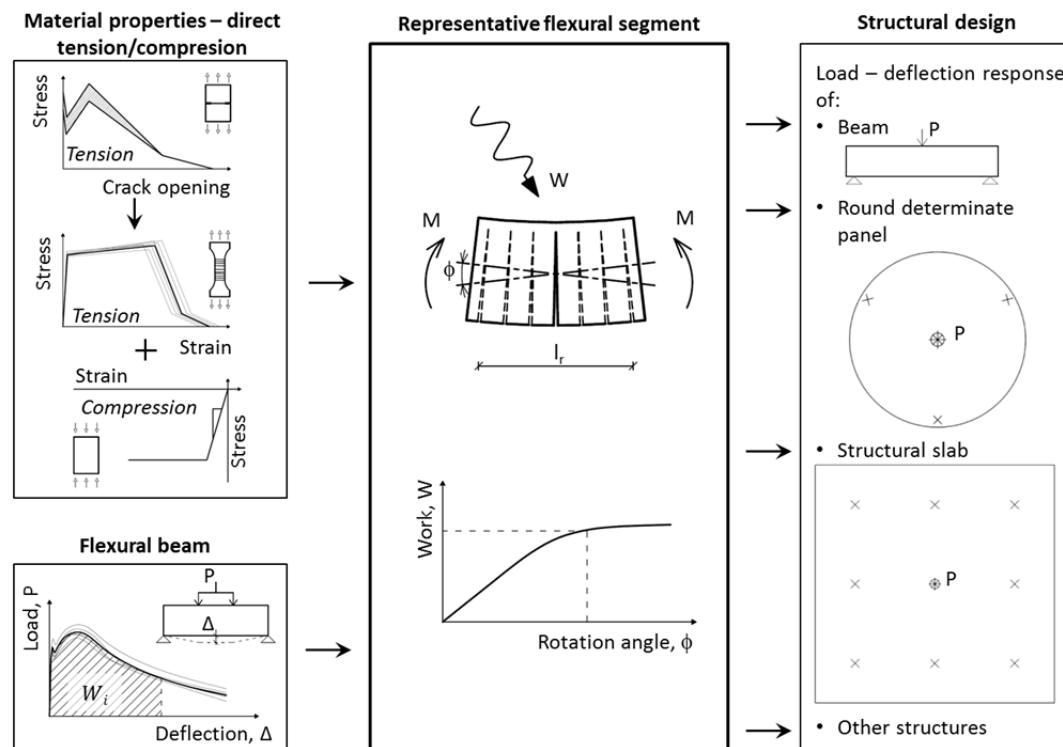 Material properties – direct
tension/compresion
Stress
Tension
Crack opening
Stress
Tension
Strain
Strain
Compression
Stress
Flexural beam
Load, P
P
Δ
W_i
Deflection, Δ
Representative flexural segment
W
M
M
ϕ
l_r
Work, W
Rotation angle, ϕ
Structural design
Load – deflection response
of:
• Beam
P
• Round determinate
panel
P
• Structural slab
P
• Other structures